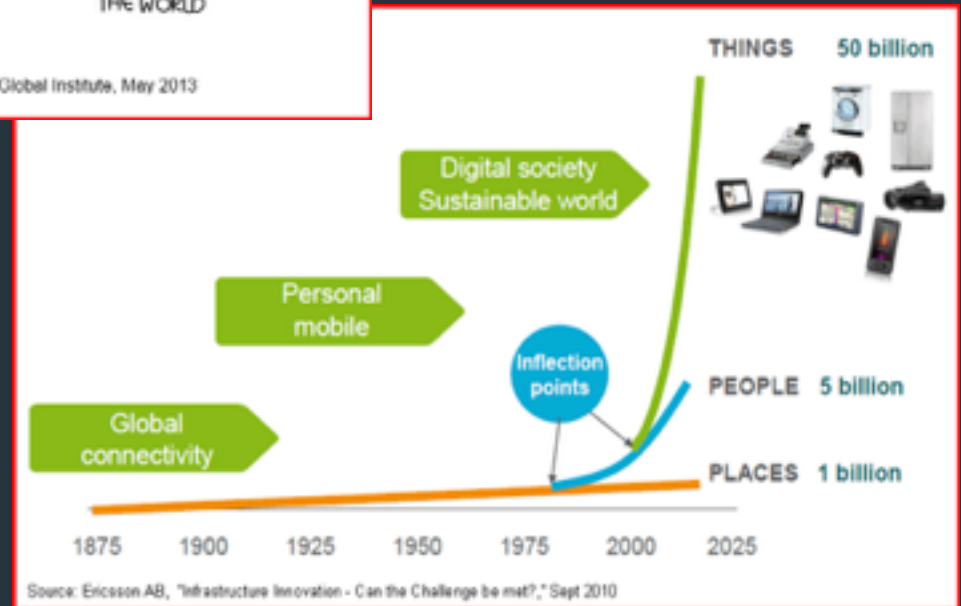 THE WORLD
Global Institute, May 2013
THINGS 50 billion
Digital society
Sustainable world
Personal
mobile
Inflection
points
PEOPLE 5 billion
Global
connectivity
PLACES 1 billion
1875 1900 1925 1950 1975 2000 2025
Source: Ericsson AB, "Infrastructure Innovation - Can the Challenge be met?," Sept 2010